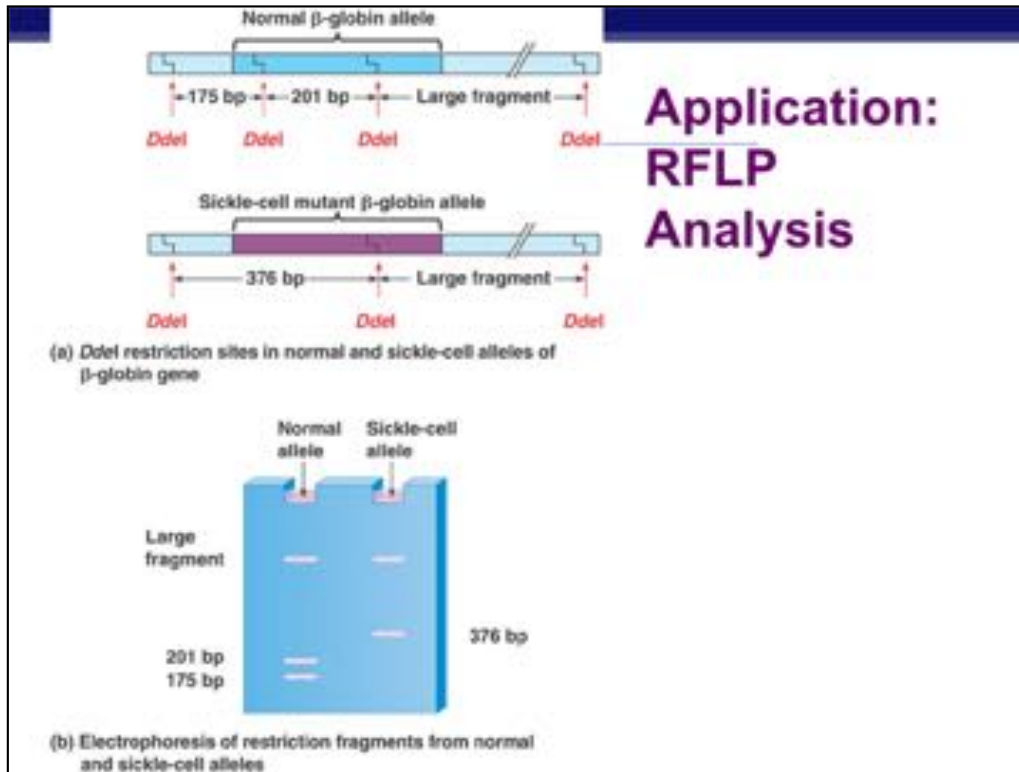 Normal β-globin allele
175 bp
201 bp
Large fragment
DdeI
DdeI
DdeI
DdeI
Application:
RFLP
Analysis
Sickle-cell mutant β-globin allele
376 bp
Large fragment
DdeI
DdeI
DdeI
(a) DdeI restriction sites in normal and sickle-cell alleles of
β-globin gene
Normal
allele
Sickle-cell
allele
Large
fragment
376 bp
201 bp
175 bp
(b) Electrophoresis of restriction fragments from normal
and sickle-cell alleles